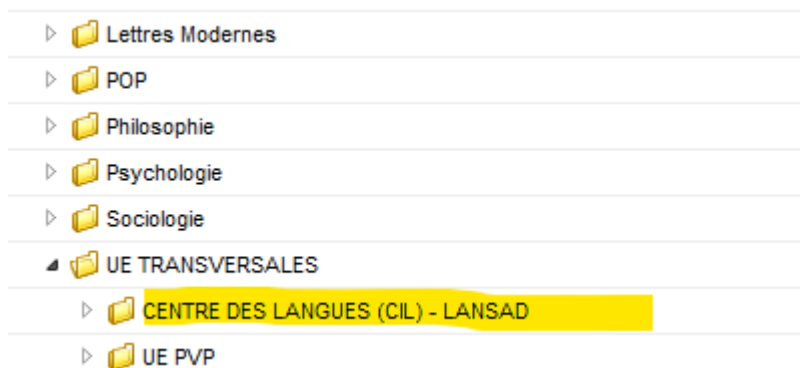 Lettres Modernes
POP
Philosophie
Psychologie
Sociologie
UE TRANSVERSALES
CENTRE DES LANGUES (CIL) - LANSAD
UE PVP